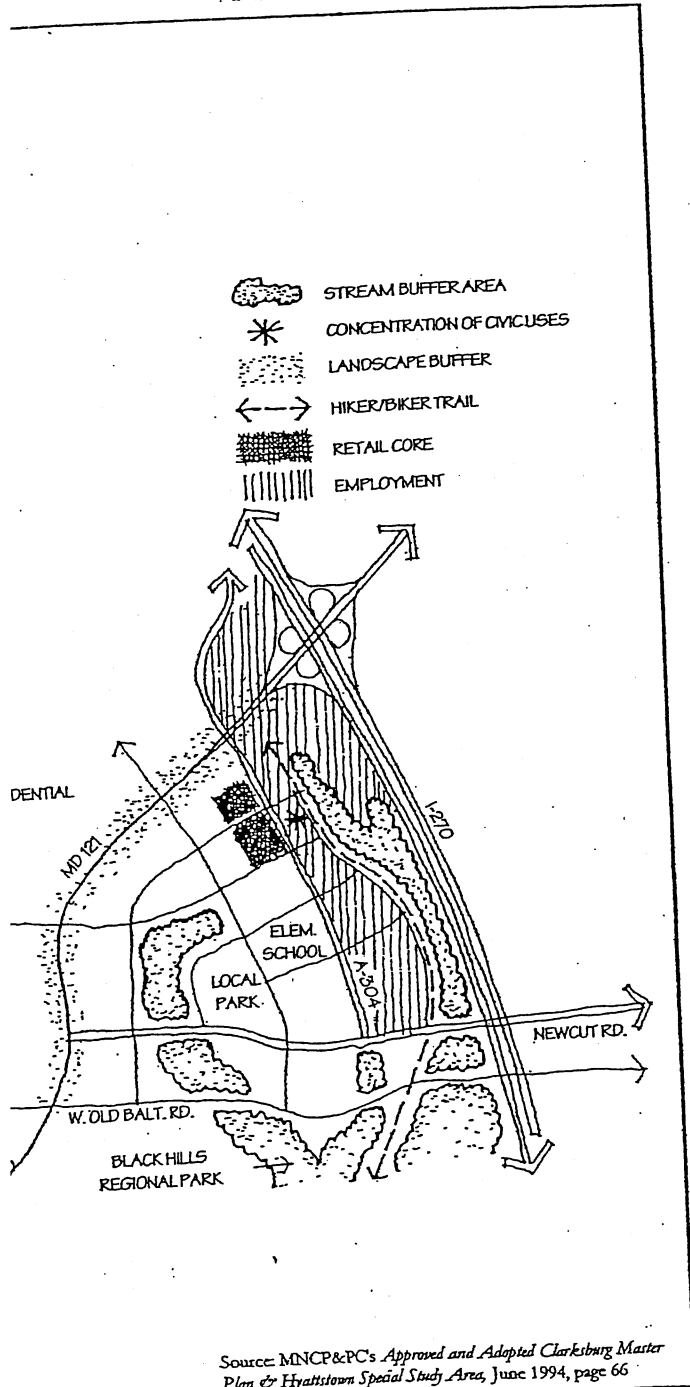 STREAM BUFFER AREA
CONCENTRATION OF CIVIC USES
LANDSCAPE BUFFER
HIKER/BIKER TRAIL
RETAIL CORE
EMPLOYMENT
DENTIAL
MD 121
I-270
ELEM.
SCHOOL
LOCAL
PARK.
A-304
NEWCUT RD.
W. OLD BALT. RD.
BLACK HILLS
REGIONAL PARK
Source: MNCP&PC's Approved and Adopted Clarksburg Master
Plan & Hyattstown Special Study Area, June 1994, page 66